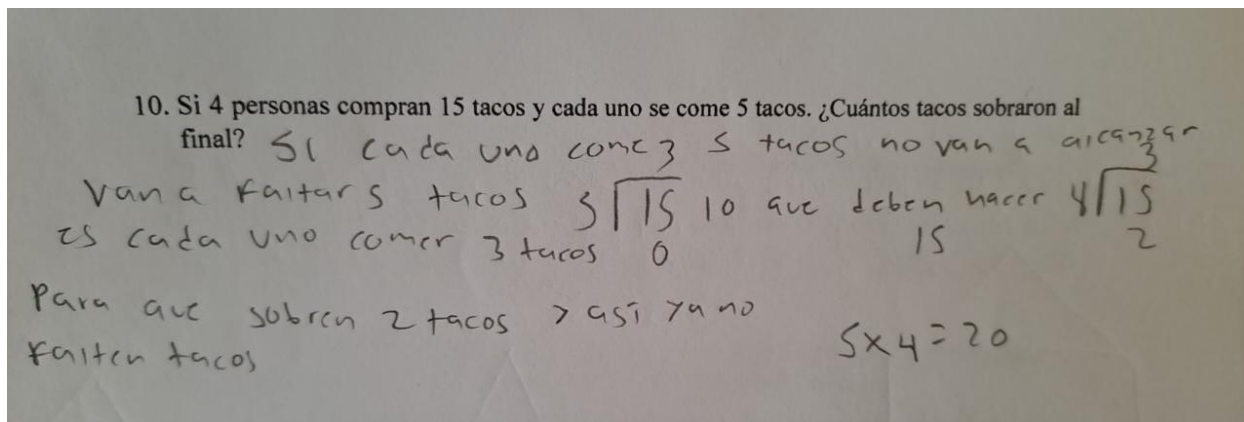 10. Si 4 personas compran 15 tacos y cada uno se come 5 tacos. ¿Cuántos tacos sobraron al
final? Si cada uno come 5 tacos no van a alcanzar
van a faltar 5 tacos 5 15 3 0 lo que deben hacer 4 15 3 2
es cada uno comer 3 tacos 15
Para que sobren 2 tacos y así ya no
falten tacos
5x4=20